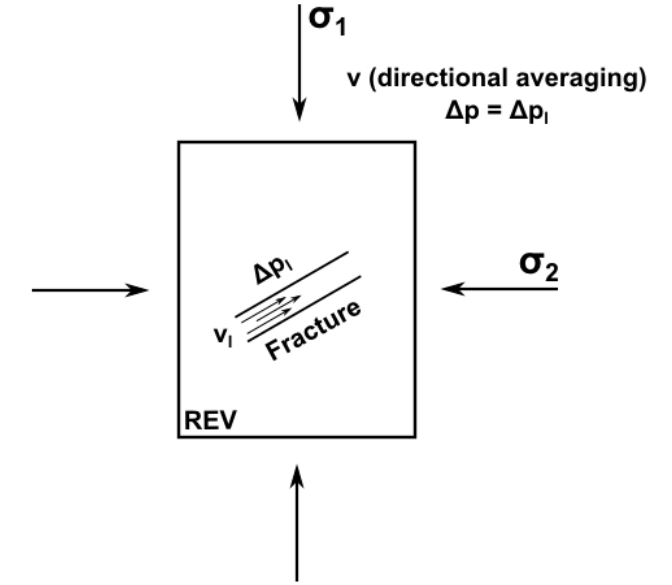 σ₁
v (directional averaging)
Δp = Δpₗ
σ₂
Δpₗ
vₗ
Fracture
REV